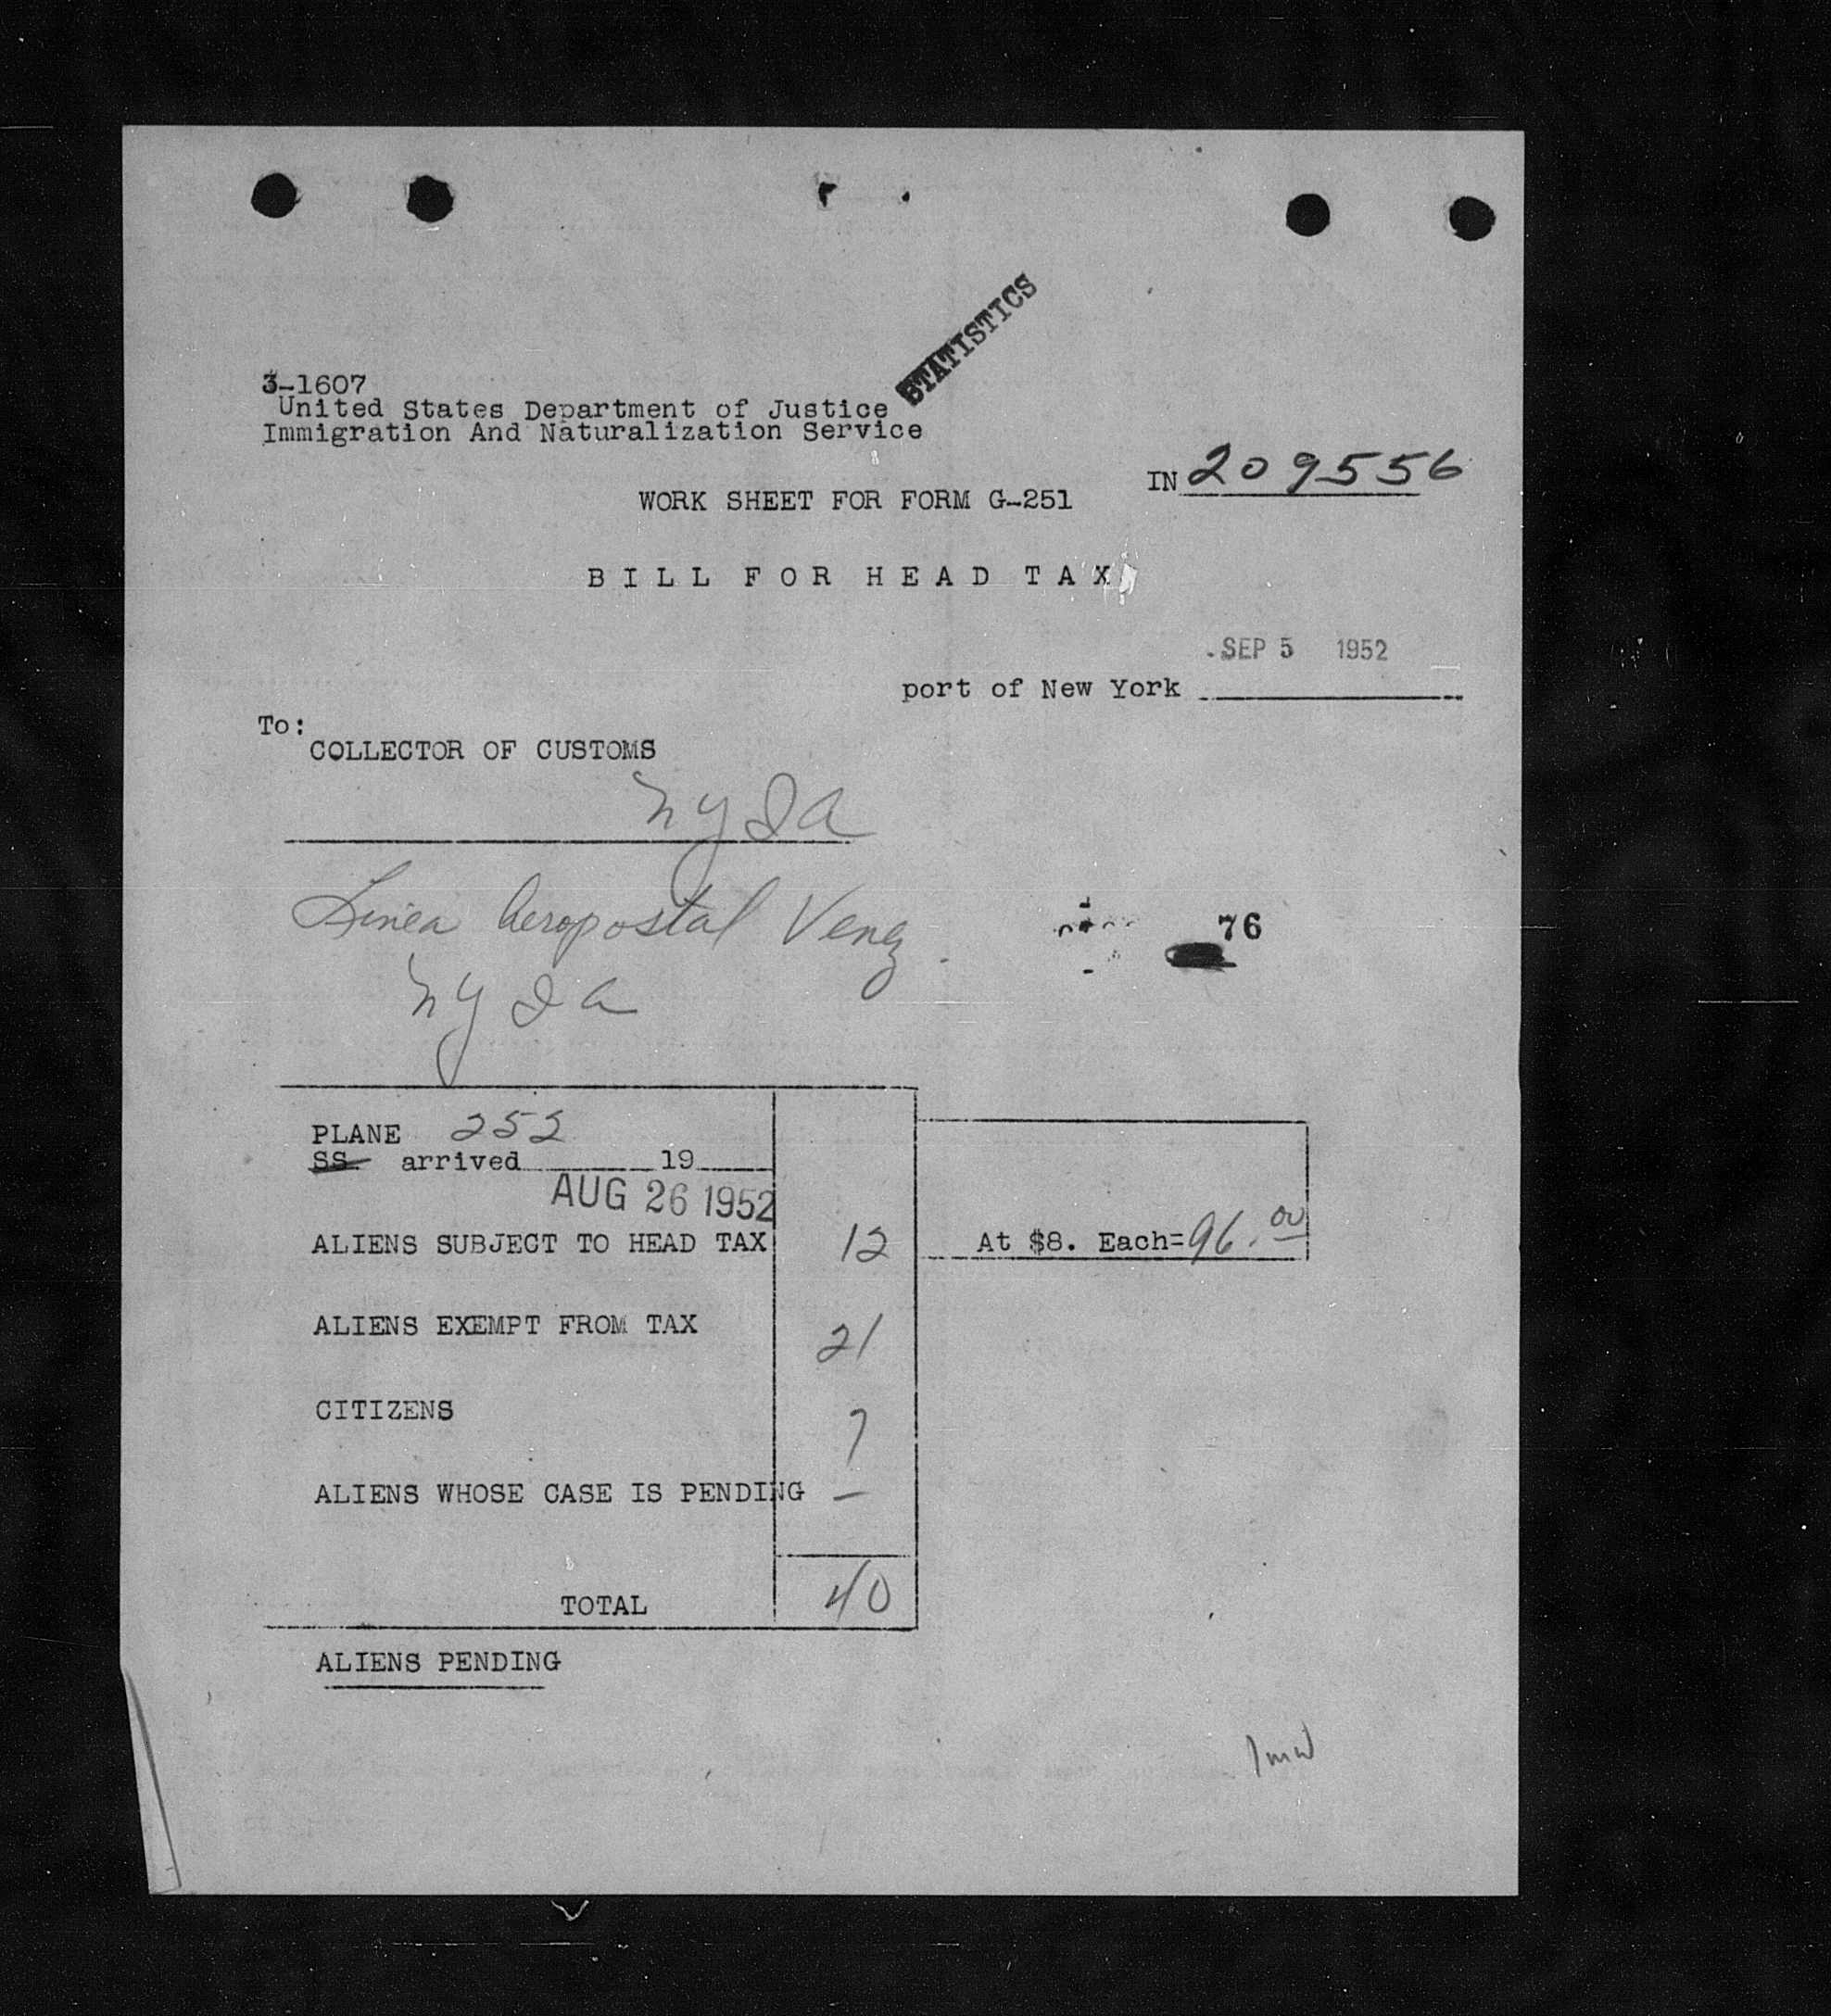 STATISTICS
3-1607
United States Department of Justice
Immigration And Naturalization Service
IN 209556
WORK SHEET FOR FORM G-251
BILL FOR HEAD TAX
SEP 5 1952
port of New York
To:
COLLECTOR OF CUSTOMS
NYIA
Linea Aeropostal Venez.
76
NYIA
PLANE 252
SS arrived 19
AUG 26 1952
ALIENS SUBJECT TO HEAD TAX 12 At $8. Each=96.00
ALIENS EXEMPT FROM TAX 21
CITIZENS 7
ALIENS WHOSE CASE IS PENDING –
TOTAL 40
ALIENS PENDING